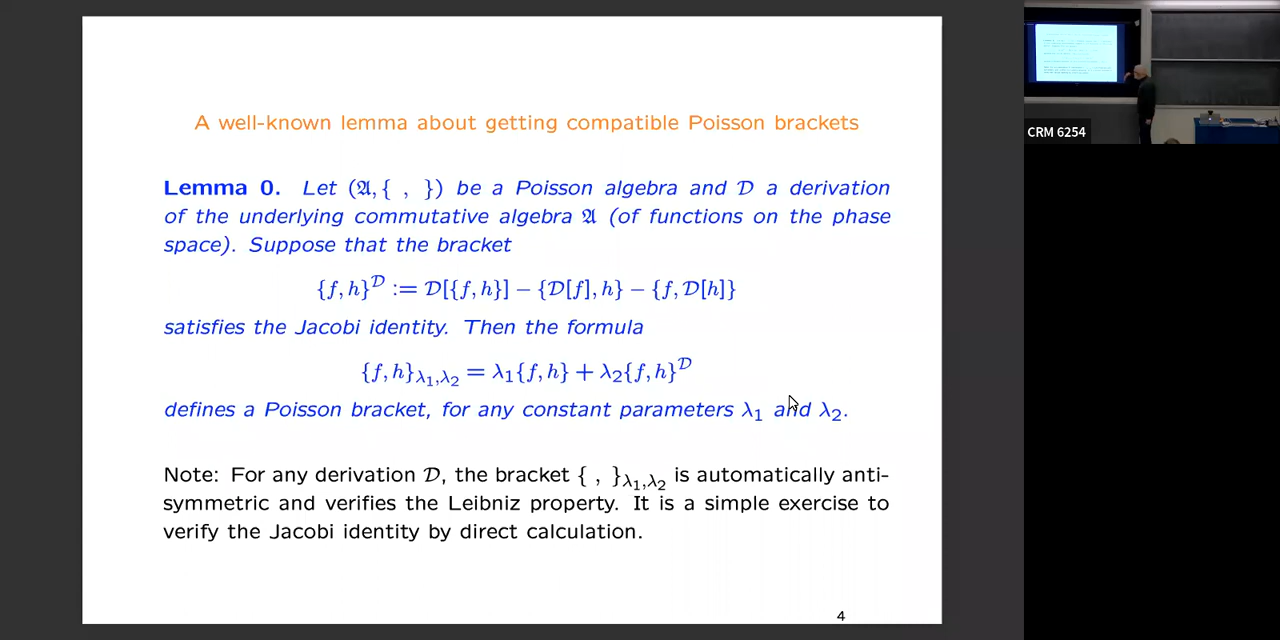 A well-known lemma about getting compatible Poisson brackets
Lemma 0. Let (𝔄, { , }) be a Poisson algebra and 𝒟 a derivation
of the underlying commutative algebra 𝔄 (of functions on the phase
space). Suppose that the bracket
{f, h}^𝒟 := 𝒟[{f, h}] − {𝒟[f], h} − {f, 𝒟[h]}
satisfies the Jacobi identity. Then the formula
{f, h}_{λ₁,λ₂} = λ₁{f, h} + λ₂{f, h}^𝒟
defines a Poisson bracket, for any constant parameters λ₁ and λ₂.
Note: For any derivation 𝒟, the bracket { , }_{λ₁,λ₂} is automatically anti-
symmetric and verifies the Leibniz property. It is a simple exercise to
verify the Jacobi identity by direct calculation.
4
CRM 6254